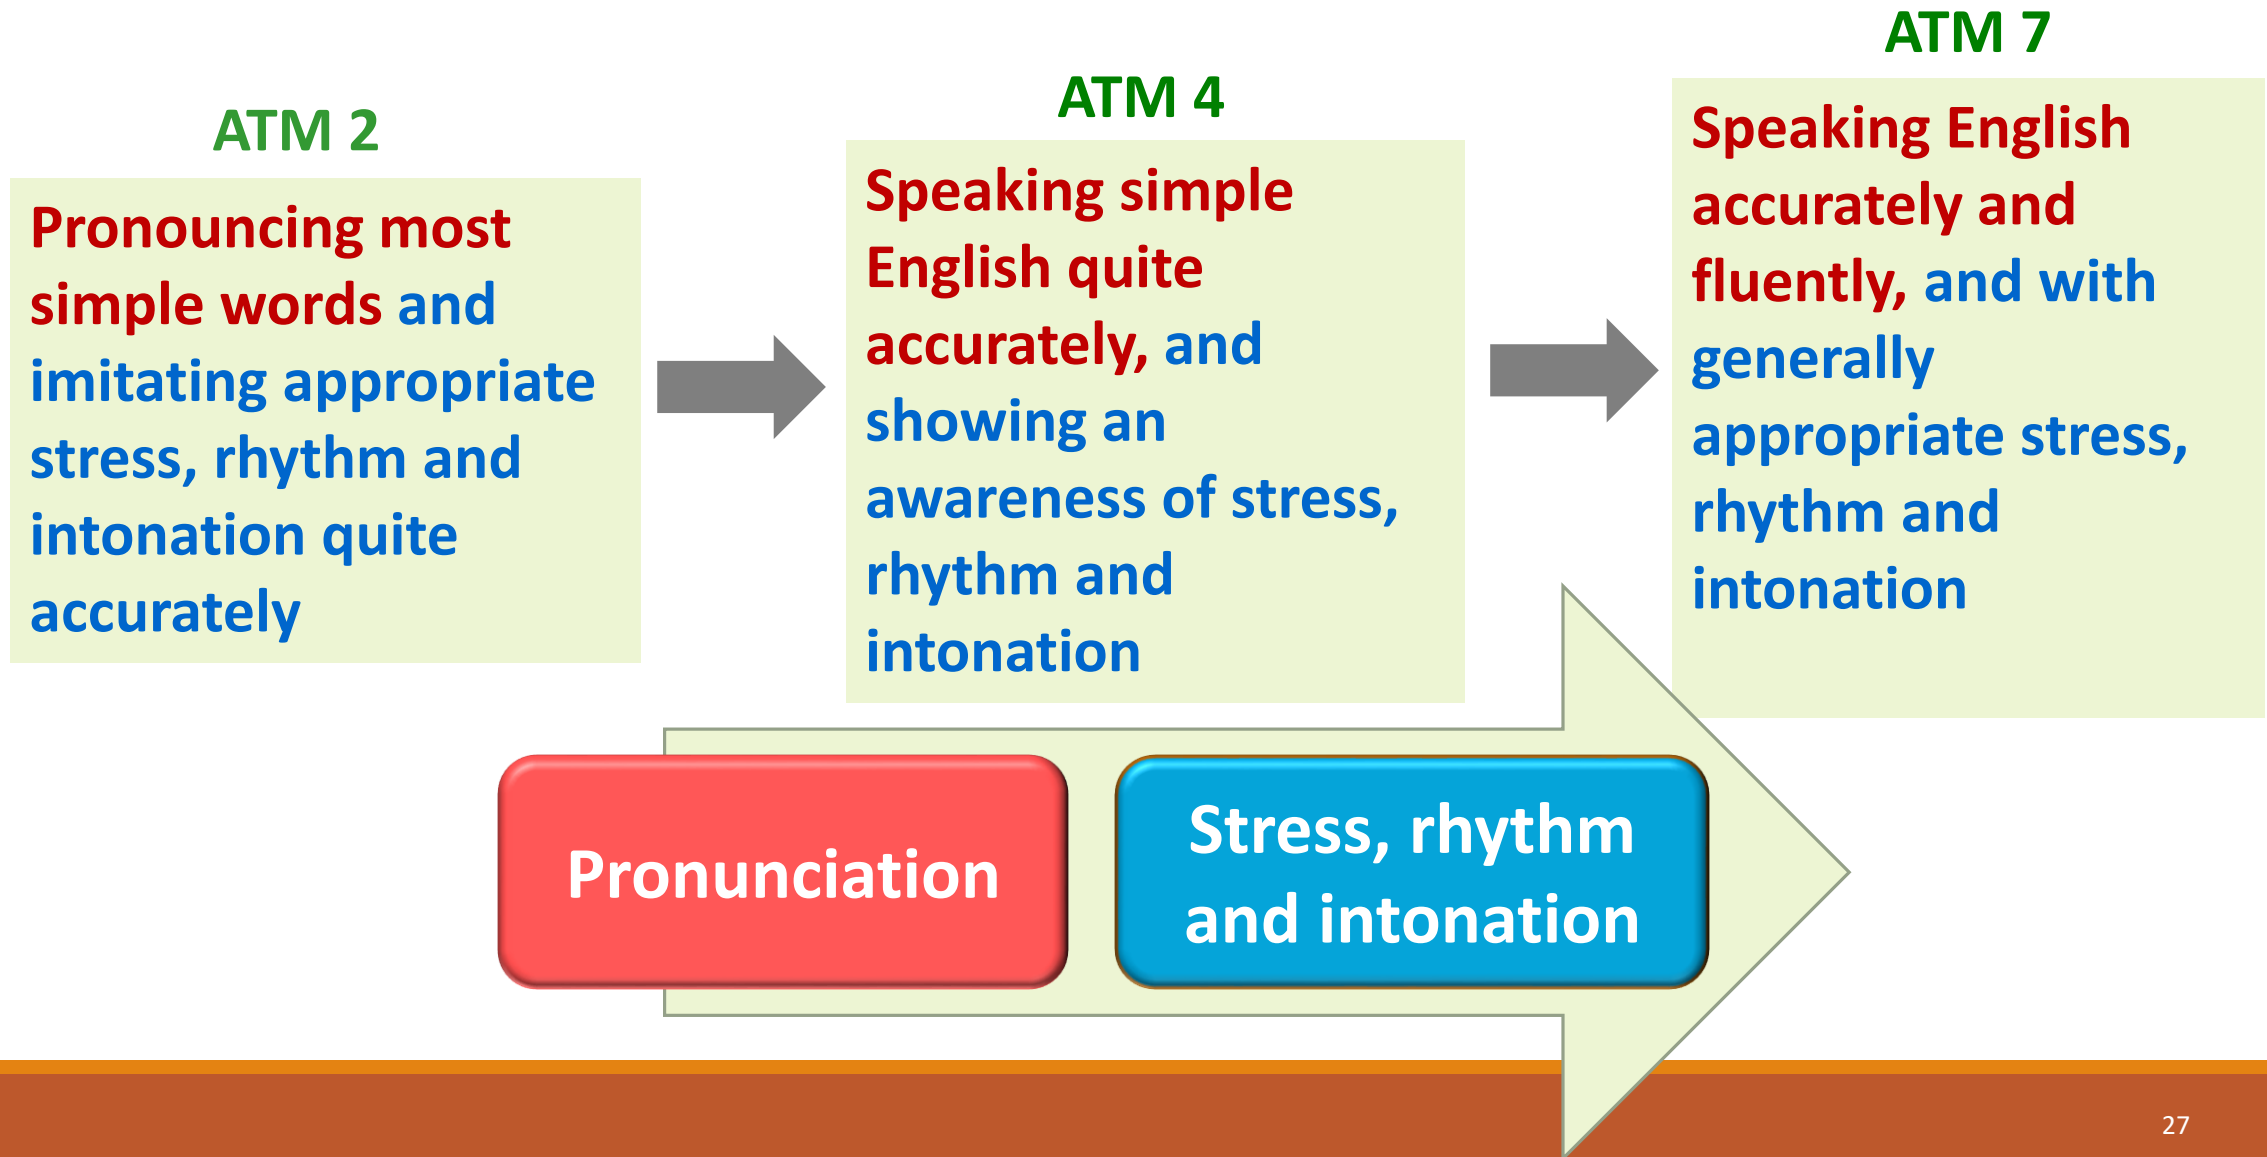 ATM 2
Pronouncing most
simple words and
imitating appropriate
stress, rhythm and
intonation quite
accurately
ATM 4
Speaking simple
English quite
accurately, and
showing an
awareness of stress,
rhythm and
intonation
ATM 7
Speaking English
accurately and
fluently, and with
generally
appropriate stress,
rhythm and
intonation
Pronunciation
Stress, rhythm
and intonation
27